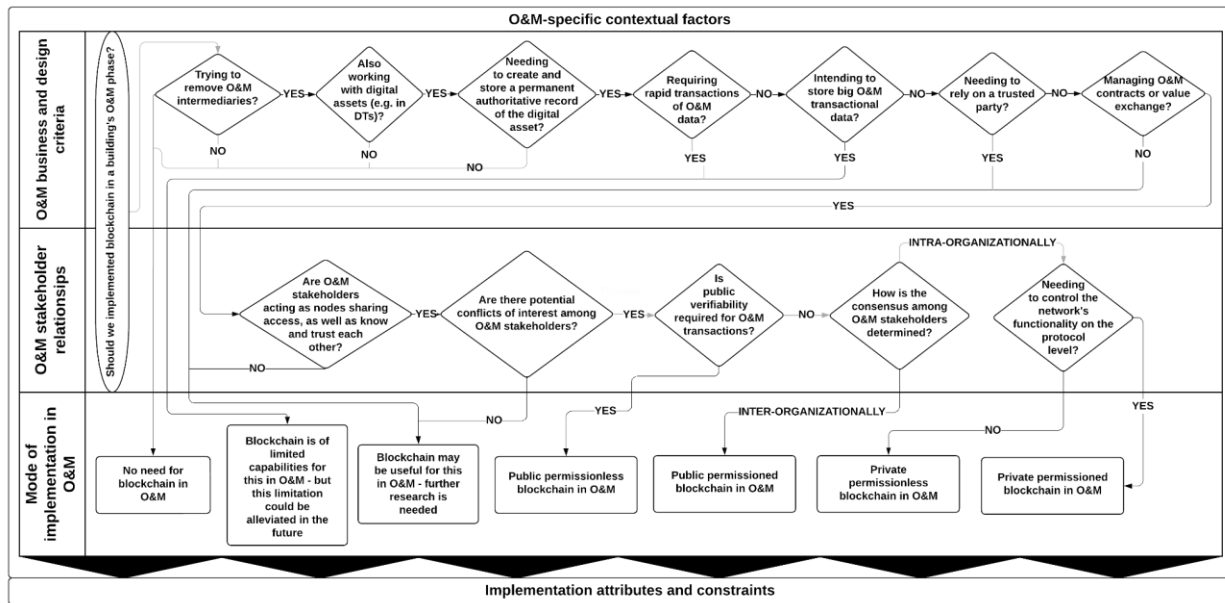 O&M-specific contextual factors
O&M business and design
criteria
Should we implemented blockchain in a building's O&M phase?
Trying to
remove O&M
intermediaries?
YES
Also
working
with digital
assets (e.g. in
DTs)?
YES
Needing
to create and
store a permanent
authoritative record
of the digital
asset?
YES
Requiring
rapid transactions
of O&M
data?
NO
Intending to
store big O&M
transactional
data?
NO
Needing to
rely on a trusted
party?
NO
Managing O&M
contracts or value
exchange?
NO
NO
NO
YES
YES
YES
NO
YES
O&M stakeholder
relationsips
Are O&M
stakeholders
acting as nodes sharing
access, as well as know
and trust each
other?
YES
Are there potential
conflicts of interest among
O&M stakeholders?
YES
Is
public
verifiability
required for O&M
transactions?
NO
How is the
consensus among
O&M stakeholders
determined?
INTRA-ORGANIZATIONALLY
Needing
to control the
network's
functionality on the
protocol
level?
NO
NO
YES
INTER-ORGANIZATIONALLY
NO
YES
Mode of
implementation in
O&M
No need for
blockchain in
O&M
Blockchain is of
limited
capabilities for
this in O&M - but
this limitation
could be
alleviated in the
future
Blockchain may
be useful for this
in O&M - further
research is
needed
Public permissionless
blockchain in O&M
Public permissioned
blockchain in O&M
Private
permissionless
blockchain in O&M
Private permissioned
blockchain in O&M
Implementation attributes and constraints